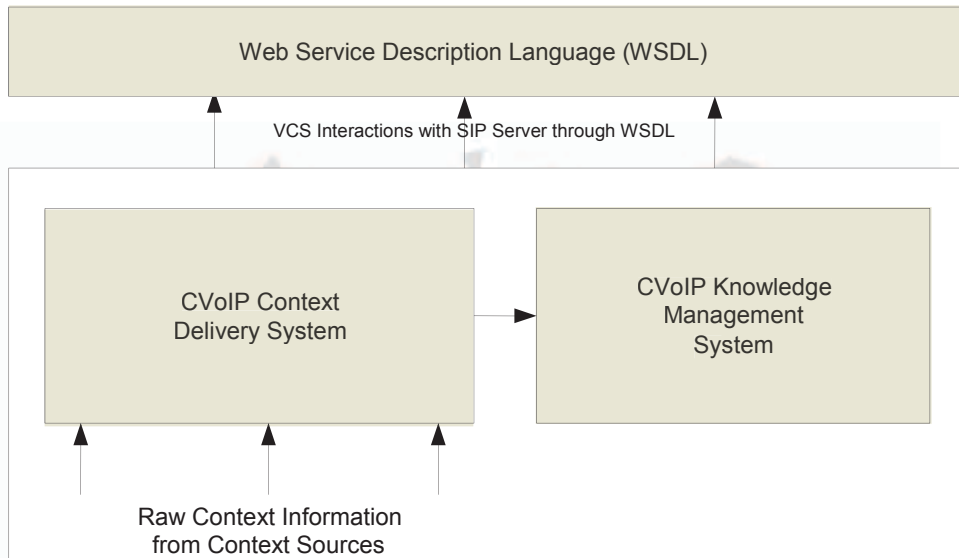 Web Service Description Language (WSDL)
VCS Interactions with SIP Server through WSDL
CVoIP Context
Delivery System
CVoIP Knowledge
Management
System
Raw Context Information
from Context Sources